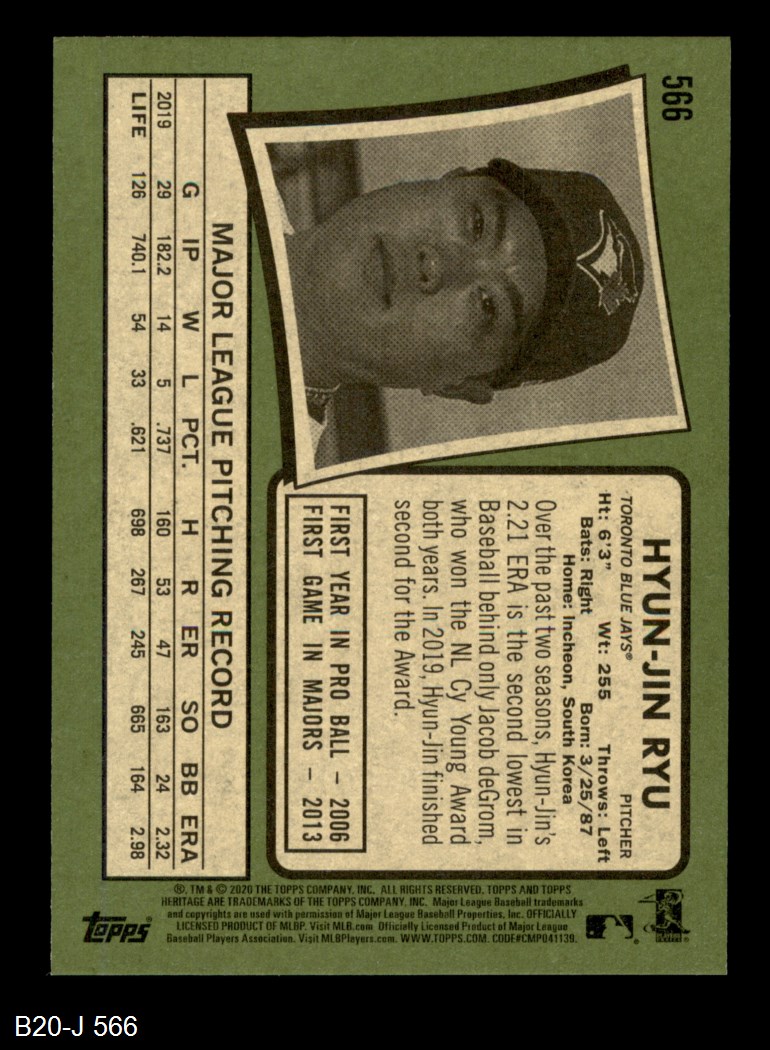 566
HYUN-JIN RYU
TORONTO BLUE JAYS® PITCHER
Ht: 6'3" Wt: 255 Throws: Left
Bats: Right Born: 3/25/87
Home: Incheon, South Korea
Over the past two seasons, Hyun-Jin's
2.21 ERA is the second lowest in
Baseball behind only Jacob deGrom,
who won the NL Cy Young Award
both years. In 2019, Hyun-Jin finished
second for the Award.
FIRST YEAR IN PRO BALL – 2006
FIRST GAME IN MAJORS – 2013
MAJOR LEAGUE PITCHING RECORD
G IP W L PCT. H R ER SO BB ERA
2019 29 182.2 14 5 .737 160 53 47 163 24 2.32
LIFE 126 740.1 54 33 .621 698 267 245 665 164 2.98
®, TM & © 2020 THE TOPPS COMPANY, INC. ALL RIGHTS RESERVED. TOPPS AND TOPPS
HERITAGE ARE TRADEMARKS OF THE TOPPS COMPANY, INC. Major League Baseball trademarks
and copyrights are used with permission of Major League Baseball Properties, Inc. OFFICIALLY
LICENSED PRODUCT OF MLBP. Visit MLB.com Officially Licensed Product of Major League
Baseball Players Association. Visit MLBPlayers.com. WWW.TOPPS.COM. CODE#CMP041139.
topps®
B20-J 566